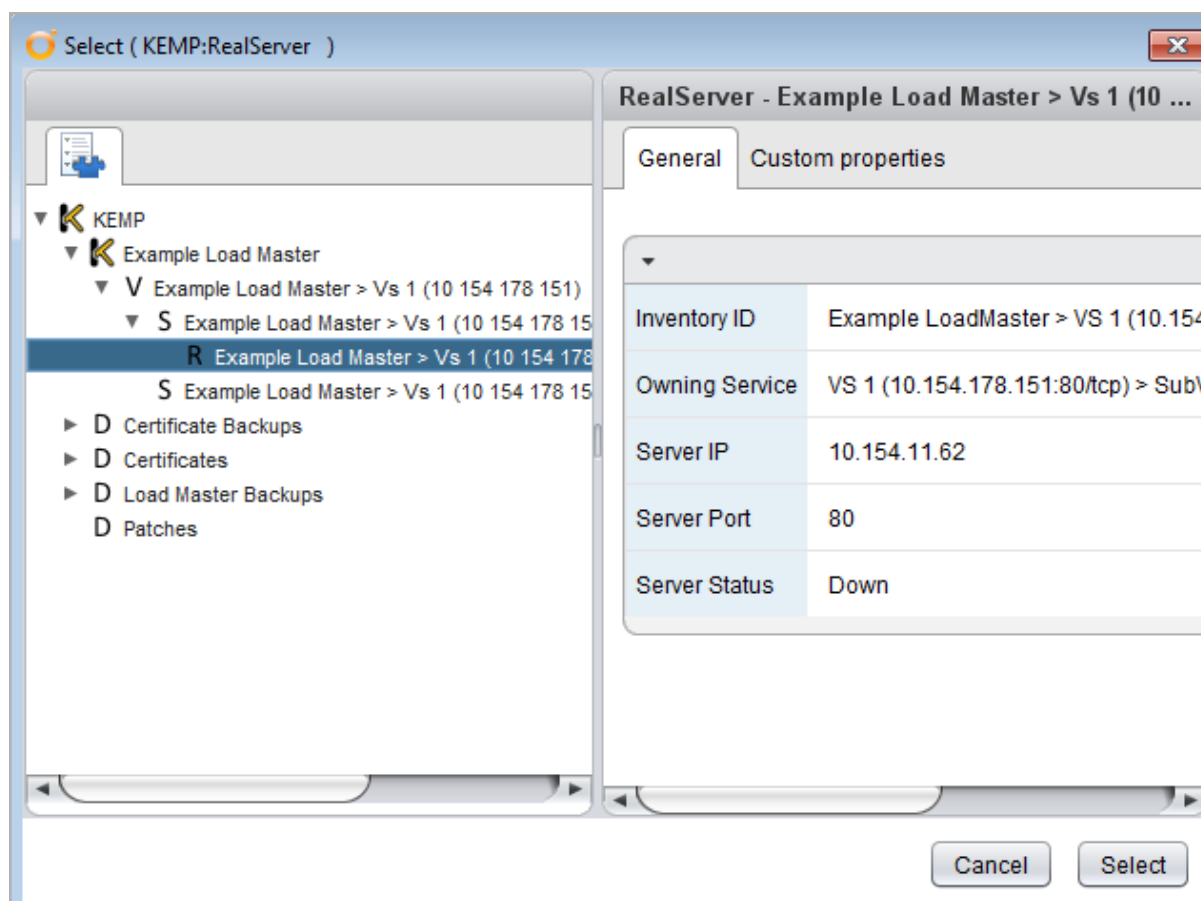 Select ( KEMP:RealServer )
RealServer - Example Load Master > Vs 1 (10 ...
General Custom properties
KEMP
Example Load Master
V Example Load Master > Vs 1 (10 154 178 151)
S Example Load Master > Vs 1 (10 154 178 15
R Example Load Master > Vs 1 (10 154 178
S Example Load Master > Vs 1 (10 154 178 15
D Certificate Backups
D Certificates
D Load Master Backups
D Patches
Inventory ID Example LoadMaster > VS 1 (10.154
Owning Service VS 1 (10.154.178.151:80/tcp) > Sub
Server IP 10.154.11.62
Server Port 80
Server Status Down
Cancel Select